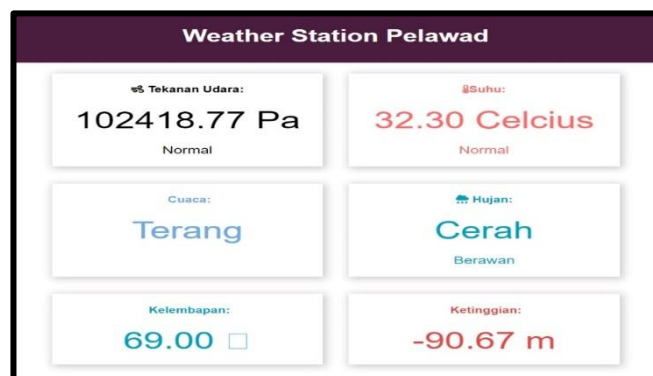 Weather Station Pelawad
Tekanan Udara:
102418.77 Pa
Normal
Suhu:
32.30 Celcius
Normal
Cuaca:
Terang
Hujan:
Cerah
Berawan
Kelembapan:
69.00 □
Ketinggian:
-90.67 m